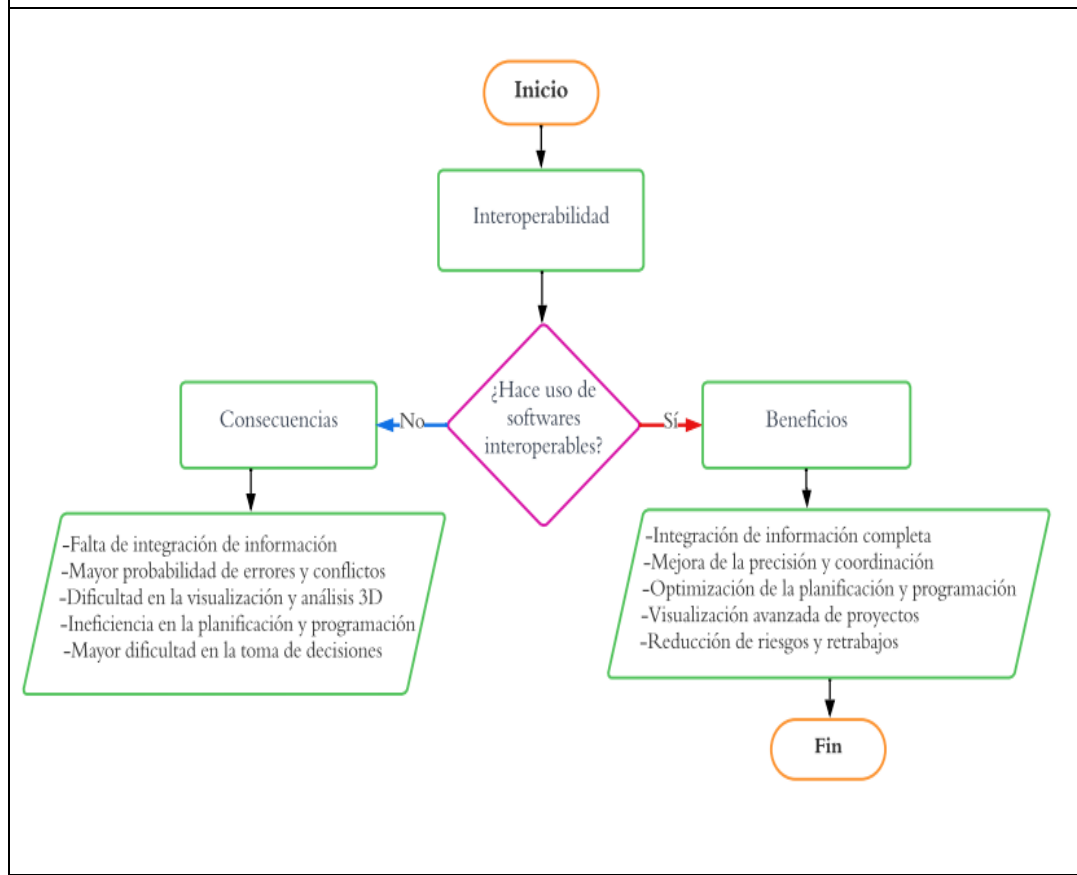 Inicio
Interoperabilidad
¿Hace uso de
softwares
interoperables?
No
Sí
Consecuencias
Beneficios
-Falta de integración de información
-Mayor probabilidad de errores y conflictos
-Dificultad en la visualización y análisis 3D
-Ineficiencia en la planificación y programación
-Mayor dificultad en la toma de decisiones
-Integración de información completa
-Mejora de la precisión y coordinación
-Optimización de la planificación y programación
-Visualización avanzada de proyectos
-Reducción de riesgos y retrabajos
Fin